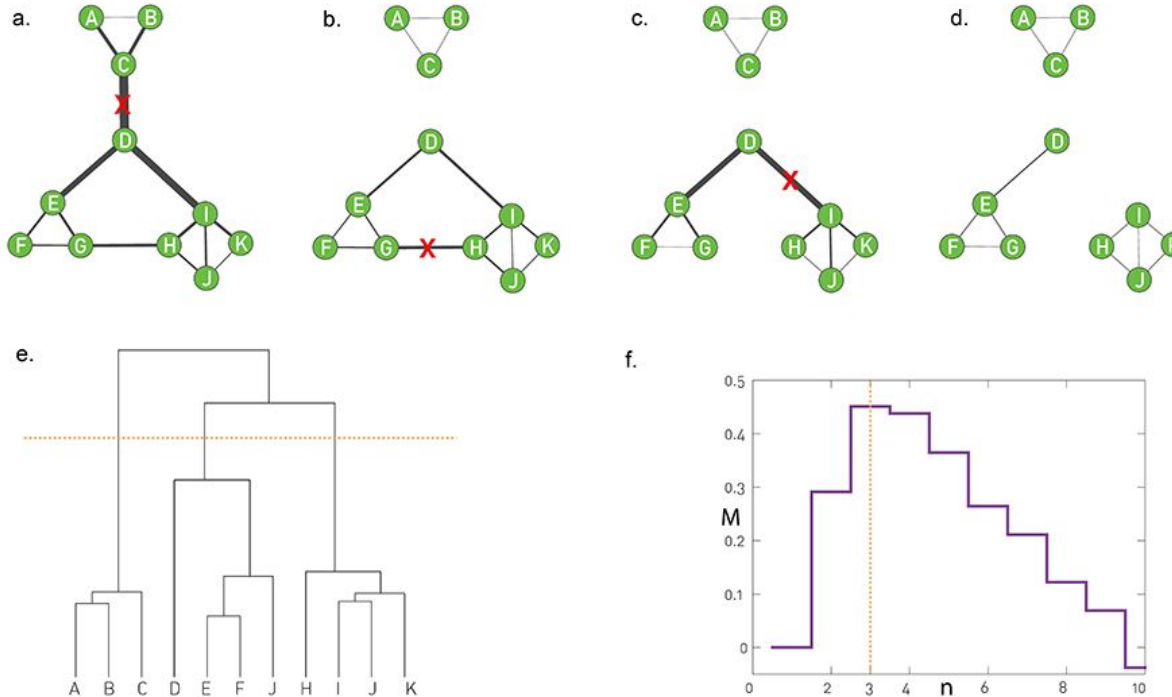 a.
A B
C
X
D
E
F G H I K
J
b.
A B
C
D
E I
F G X H K
J
c.
A B
C
D
X
E I
F G H K
J
d.
A B
C
D
E I
F G H
J
e.
A B C D E F J H I J K
f.
0.5
0.4
0.3
M
0.2
0.1
0
0 2 3 4 6 8 10
n